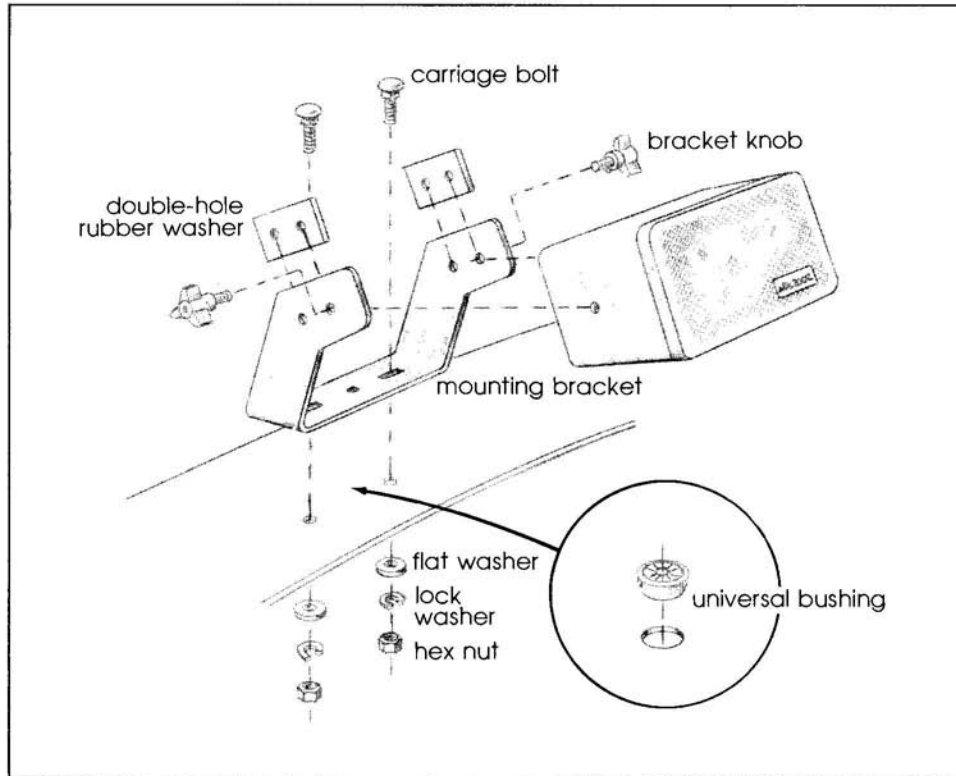 carriage bolt
bracket knob
double-hole
rubber washer
mounting bracket
flat washer
lock
washer
hex nut
universal bushing